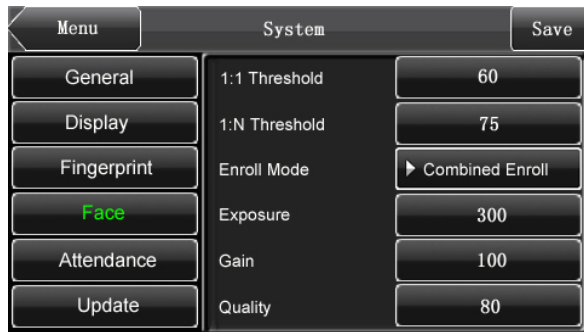 Menu System Save
General 1:1 Threshold 60
Display 1:N Threshold 75
Fingerprint Enroll Mode Combined Enroll
Face Exposure 300
Attendance Gain 100
Update Quality 80